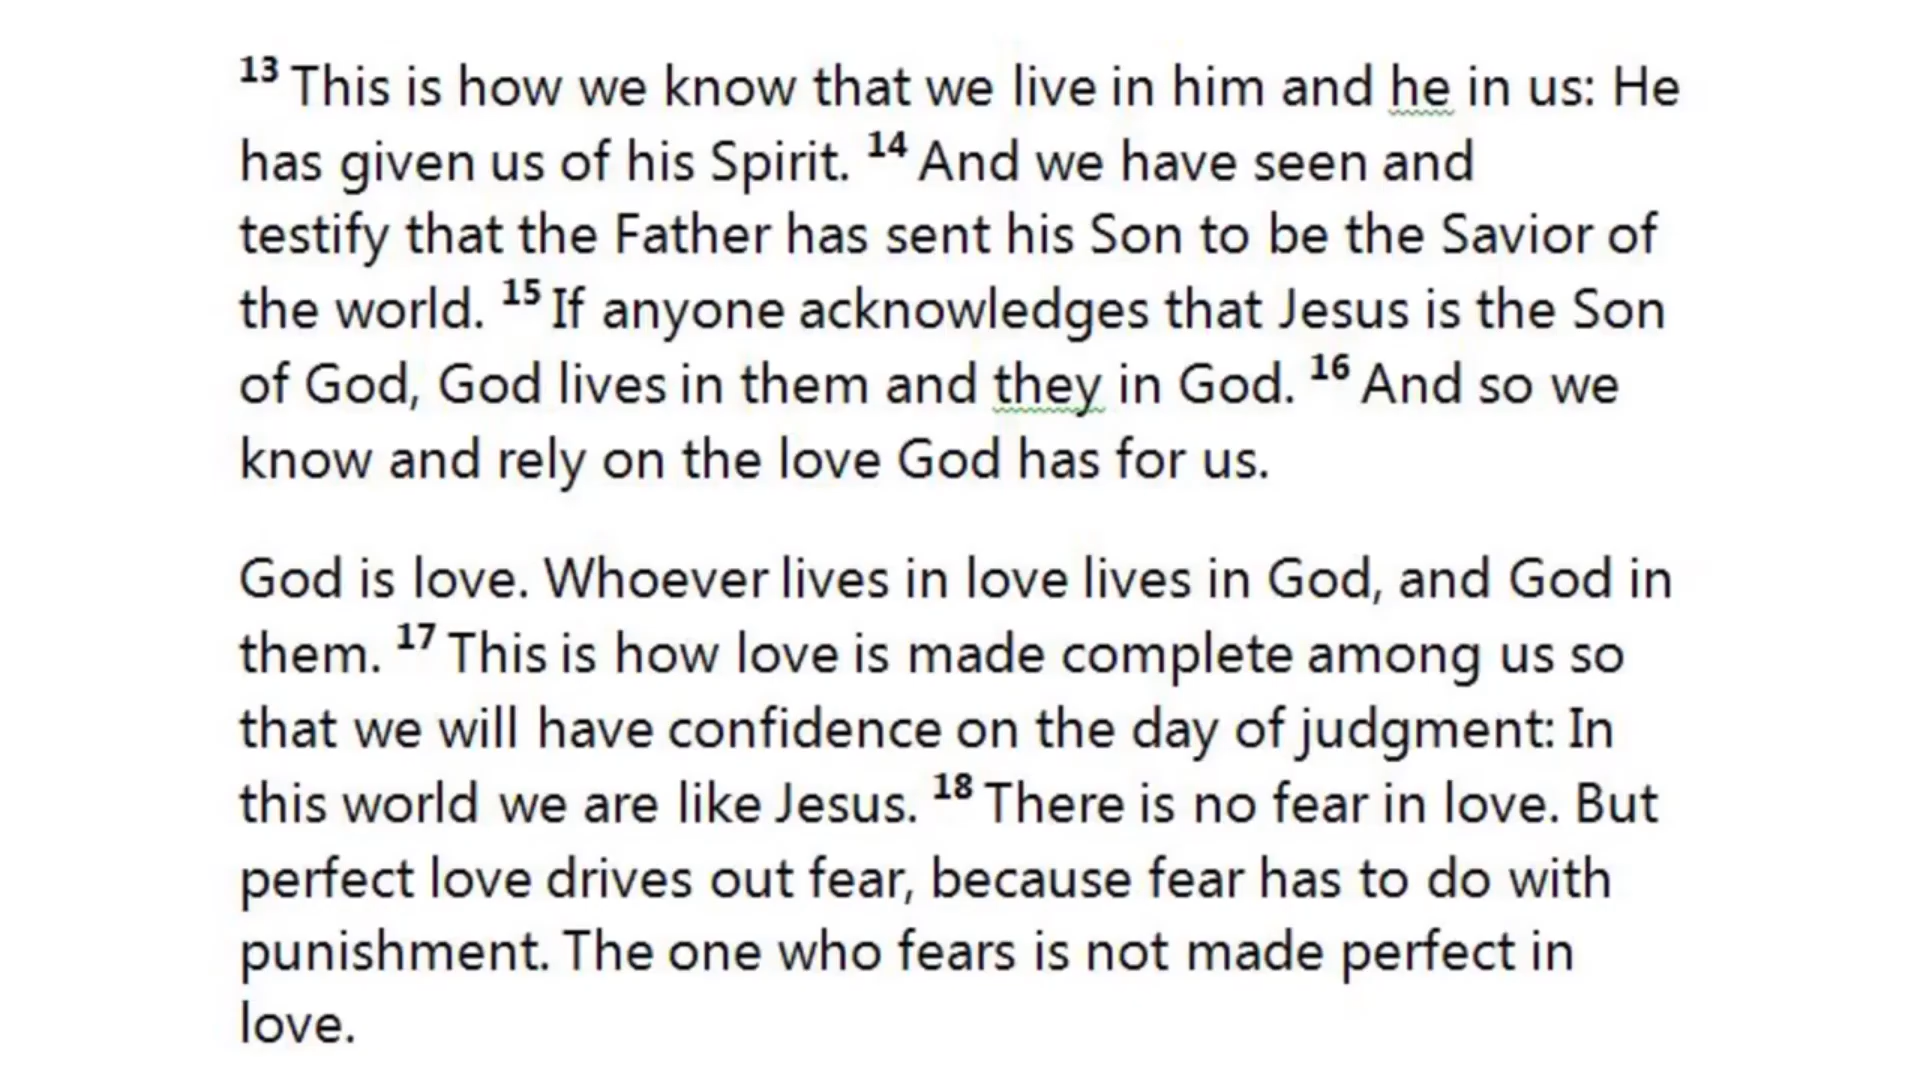 13 This is how we know that we live in him and he in us: He
has given us of his Spirit. 14 And we have seen and
testify that the Father has sent his Son to be the Savior of
the world. 15 If anyone acknowledges that Jesus is the Son
of God, God lives in them and they in God. 16 And so we
know and rely on the love God has for us.
God is love. Whoever lives in love lives in God, and God in
them. 17 This is how love is made complete among us so
that we will have confidence on the day of judgment: In
this world we are like Jesus. 18 There is no fear in love. But
perfect love drives out fear, because fear has to do with
punishment. The one who fears is not made perfect in
love.